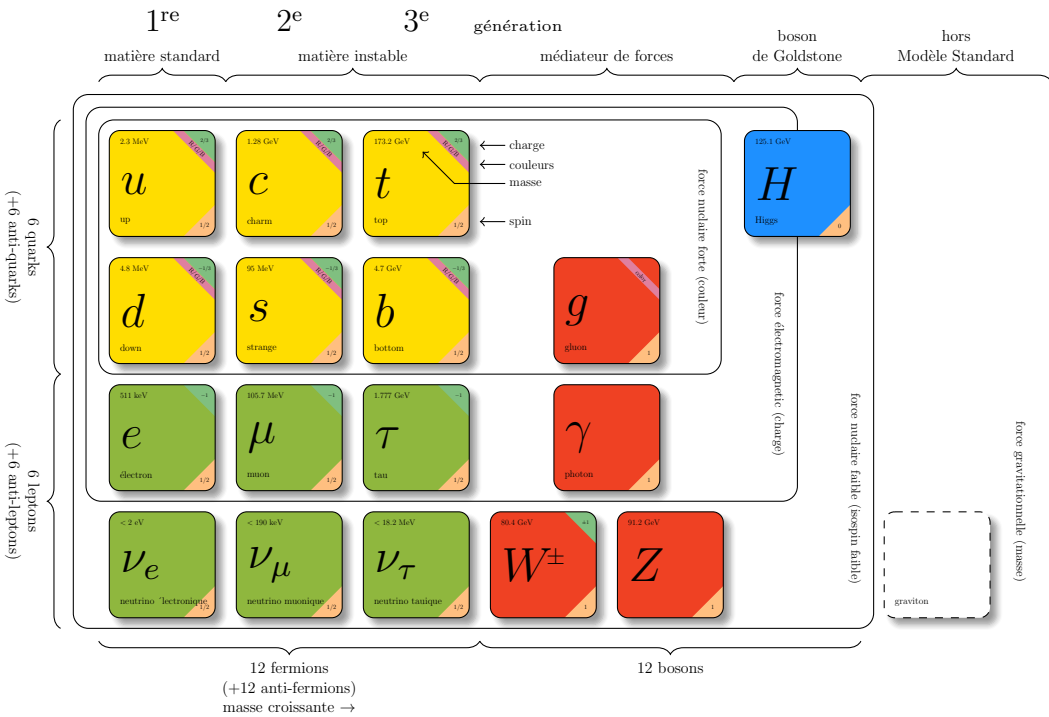 1re 2e 3e génération
matière standard
matière instable
médiateur de forces
boson
de Goldstone
hors
Modèle Standard
6 quarks
(+6 anti-quarks)
6 leptons
(+6 anti-leptons)
2.3 MeV
2/3
R/G/B
u
up
1/2
1.28 GeV
2/3
R/G/B
c
charm
1/2
173.2 GeV
2/3
R/G/B
t
top
1/2
charge
couleurs
masse
spin
125.1 GeV
H
Higgs
0
4.8 MeV
−1/3
R/G/B
d
down
1/2
95 MeV
−1/3
R/G/B
s
strange
1/2
4.7 GeV
−1/3
R/G/B
b
bottom
1/2
g
gluon
1
force nuclaire forte (couleur)
511 keV
−1
e
électron
1/2
105.7 MeV
−1
μ
muon
1/2
1.777 GeV
−1
τ
tau
1/2
γ
photon
1
force électromagnetic (charge)
< 2 eV
νe
neutrino ´lectronique
1/2
< 190 keV
νμ
neutrino muonique
1/2
< 18.2 MeV
ντ
neutrino tauique
1/2
80.4 GeV
±1
W±
1
91.2 GeV
Z
1
force nuclaire faible (isospin faible)
graviton
force gravitationnelle (masse)
12 fermions
(+12 anti-fermions)
masse croissante →
12 bosons